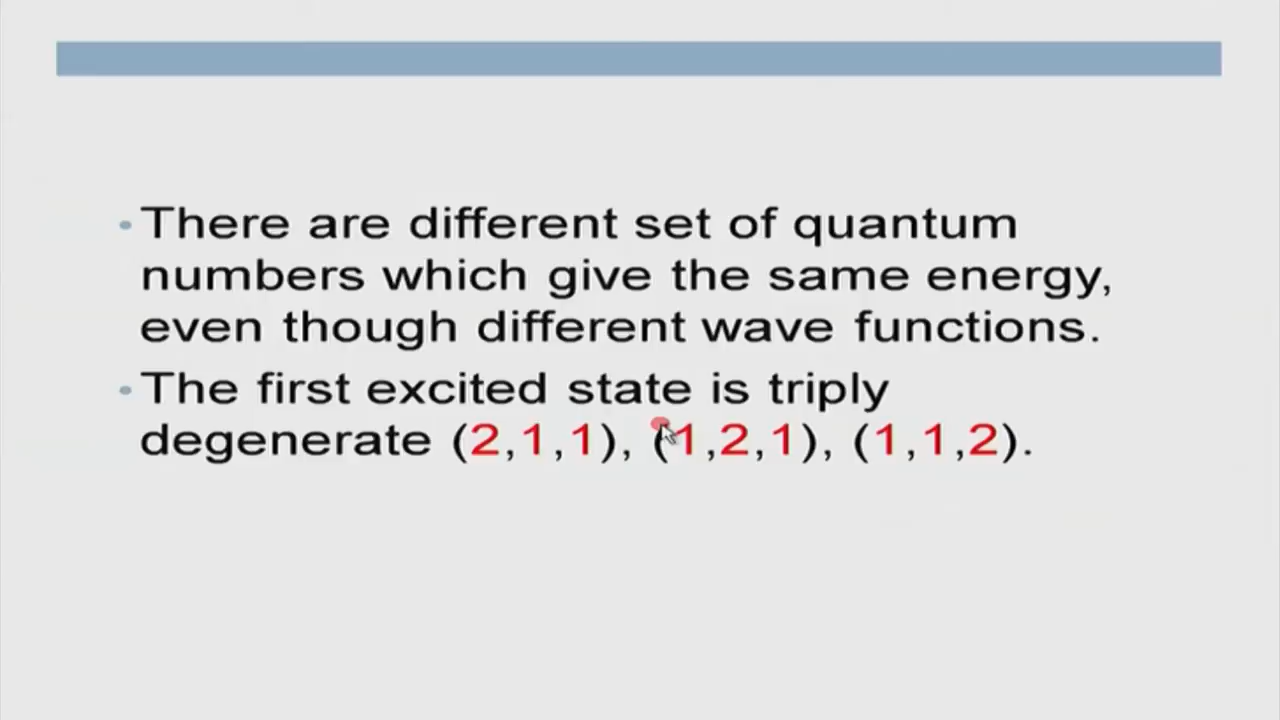 • There are different set of quantum
numbers which give the same energy,
even though different wave functions.
• The first excited state is triply
degenerate (2,1,1), (1,2,1), (1,1,2).